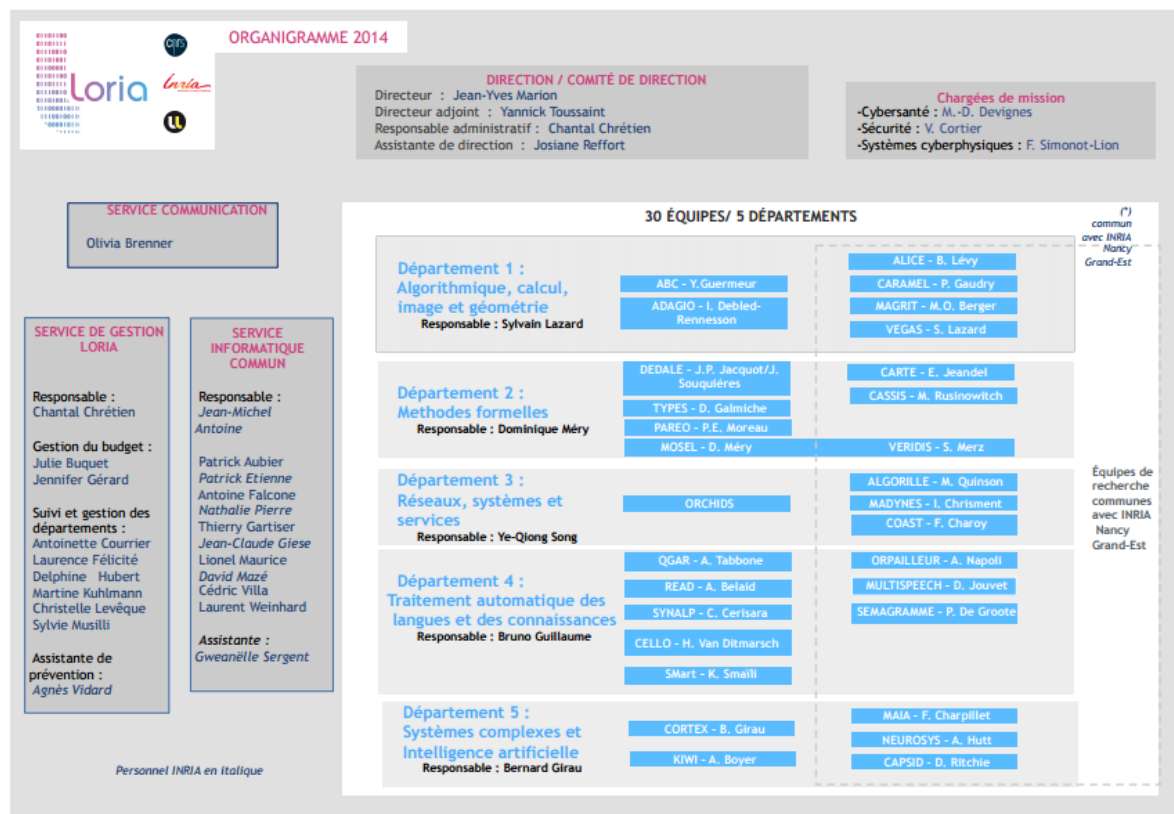 Loria
cnrs
Inria
ORGANIGRAMME 2014
DIRECTION / COMITÉ DE DIRECTION
Directeur : Jean-Yves Marion
Directeur adjoint : Yannick Toussaint
Responsable administratif : Chantal Chrétien
Assistante de direction : Josiane Reffort
Chargées de mission
-Cybersanté : M.-D. Devignes
-Sécurité : V. Cortier
-Systèmes cyberphysiques : F. Simonot-Lion
SERVICE COMMUNICATION
Olivia Brenner
SERVICE DE GESTION
LORIA
Responsable :
Chantal Chrétien
Gestion du budget :
Julie Buquet
Jennifer Gérard
Suivi et gestion des
départements :
Antoinette Courrier
Laurence Félicité
Delphine Hubert
Martine Kuhlmann
Christelle Levêque
Sylvie Musilli
Assistante de
prévention :
Agnès Vidard
SERVICE
INFORMATIQUE
COMMUN
Responsable :
Jean-Michel
Antoine
Patrick Aubier
Patrick Etienne
Antoine Falcone
Nathalie Pierre
Thierry Gartiser
Jean-Claude Giese
Lionel Maurice
David Mazé
Cédric Villa
Laurent Weinhard
Assistante :
Gweanëlle Sergent
Personnel INRIA en italique
30 ÉQUIPES/ 5 DÉPARTEMENTS
(*)
commun
avec INRIA
Nancy
Grand-Est
Département 1 :
Algorithmique, calcul,
image et géométrie
Responsable : Sylvain Lazard
ABC - Y.Guermeur
ADAGIO - I. Debled-
Rennesson
ALICE - B. Lévy
CARAMEL - P. Gaudry
MAGRIT - M.O. Berger
VEGAS - S. Lazard
Département 2 :
Methodes formelles
Responsable : Dominique Méry
DEDALE - J.P. Jacquot/J.
Souquiéres
TYPES - D. Galmiche
PAREO - P.E. Moreau
MOSEL - D. Méry
CARTE - E. Jeandel
CASSIS - M. Rusinowitch
VERIDIS - S. Merz
Département 3 :
Réseaux, systèmes et
services
Responsable : Ye-Qiong Song
ORCHIDS
ALGORILLE - M. Quinson
MADYNES - I. Chrisment
COAST - F. Charoy
Département 4 :
Traitement automatique des
langues et des connaissances
Responsable : Bruno Guillaume
QGAR - A. Tabbone
READ - A. Belaid
SYNALP - C. Cerisara
CELLO - H. Van Ditmarsch
SMart - K. Smaïli
ORPAILLEUR - A. Napoli
MULTISPEECH - D. Jouvet
SEMAGRAMME - P. De Groote
Département 5 :
Systèmes complexes et
Intelligence artificielle
Responsable : Bernard Girau
CORTEX - B. Girau
KIWI - A. Boyer
MAIA - F. Charpillet
NEUROSYS - A. Hutt
CAPSID - D. Ritchie
Équipes de
recherche
communes
avec INRIA
Nancy
Grand-Est